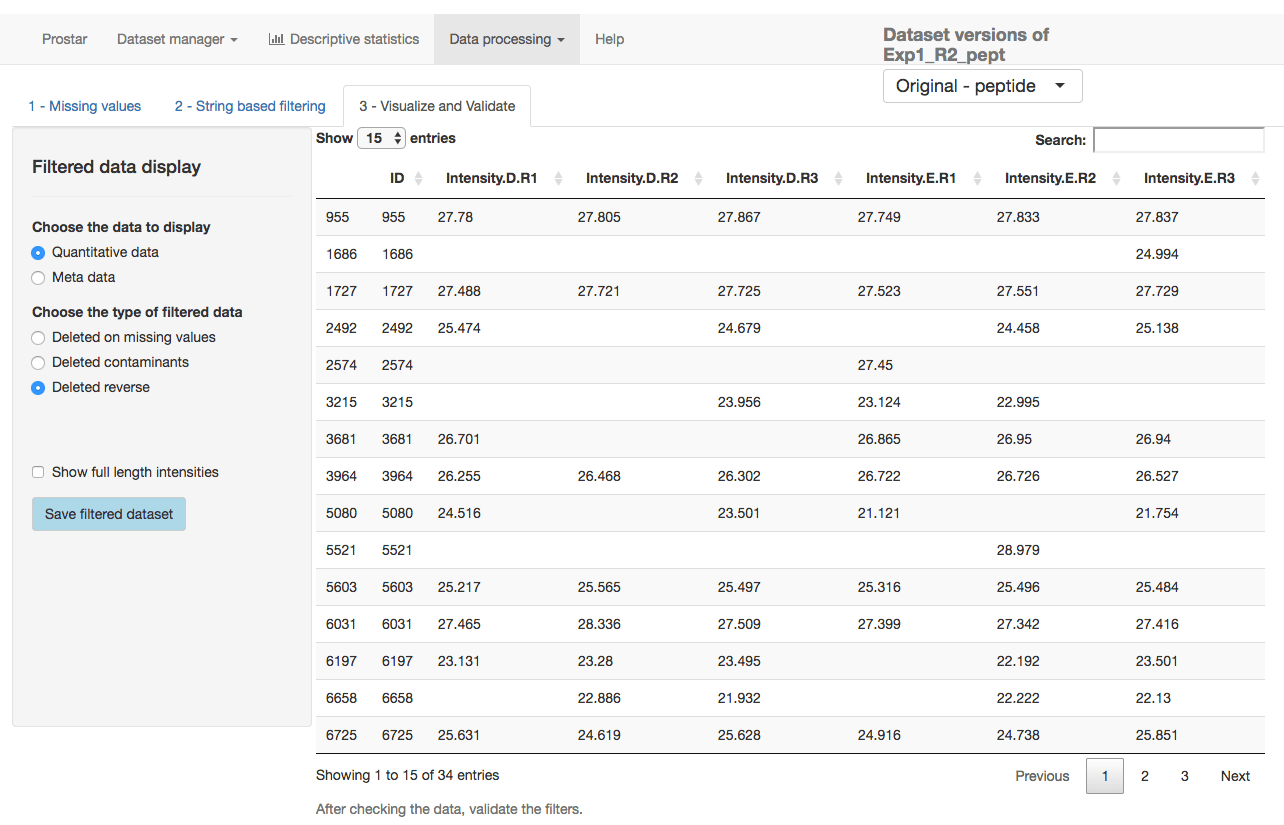 Prostar Dataset manager Descriptive statistics Data processing Help
Dataset versions of
Exp1_R2_pept
Original - peptide
1 - Missing values 2 - String based filtering 3 - Visualize and Validate
Filtered data display
Choose the data to display
Quantitative data
Meta data
Choose the type of filtered data
Deleted on missing values
Deleted contaminants
Deleted reverse
Show full length intensities
Save filtered dataset
Show 15 entries Search:
ID Intensity.D.R1 Intensity.D.R2 Intensity.D.R3 Intensity.E.R1 Intensity.E.R2 Intensity.E.R3
955 955 27.78 27.805 27.867 27.749 27.833 27.837
1686 1686 24.994
1727 1727 27.488 27.721 27.725 27.523 27.551 27.729
2492 2492 25.474 24.679 24.458 25.138
2574 2574 27.45
3215 3215 23.956 23.124 22.995
3681 3681 26.701 26.865 26.95 26.94
3964 3964 26.255 26.468 26.302 26.722 26.726 26.527
5080 5080 24.516 23.501 21.121 21.754
5521 5521 28.979
5603 5603 25.217 25.565 25.497 25.316 25.496 25.484
6031 6031 27.465 28.336 27.509 27.399 27.342 27.416
6197 6197 23.131 23.28 23.495 22.192 23.501
6658 6658 22.886 21.932 22.222 22.13
6725 6725 25.631 24.619 25.628 24.916 24.738 25.851
Showing 1 to 15 of 34 entries Previous 1 2 3 Next
After checking the data, validate the filters.